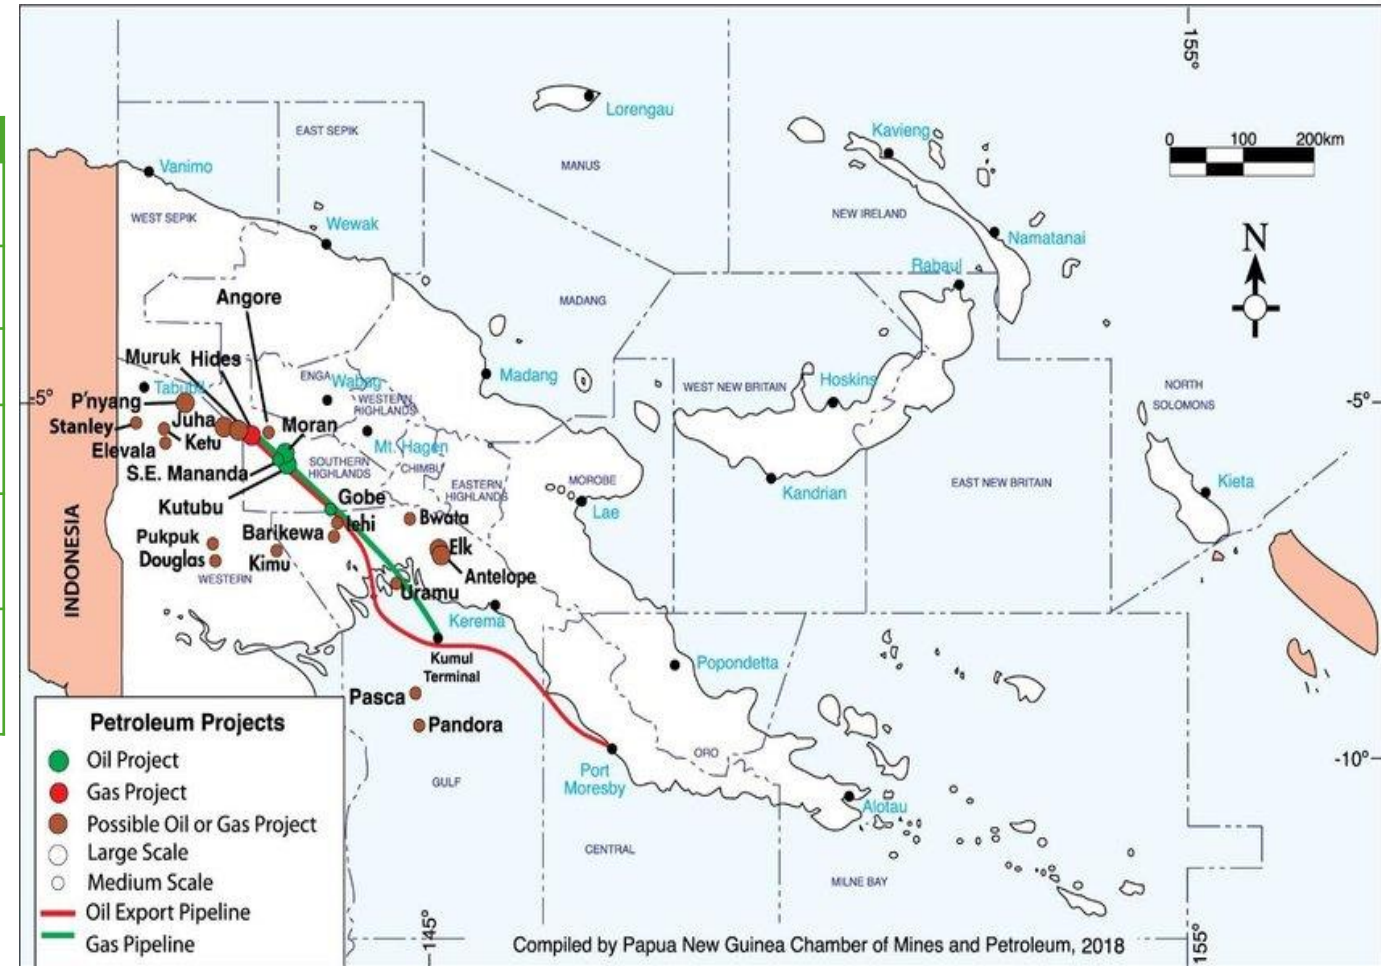 155°
Lorengau
Kavieng
0 100 200km
EAST SEPIK
MANUS
Vanimo
WEST SEPIK
NEW IRELAND
Wewak
Namatanai
N
Rabaul
Angore
MADANG
Muruk Hides
ENGA Wabag
Madang
WEST NEW BRITAIN
Hoskins
NORTH
SOLOMONS
-5°
P'nyang
WESTERN
HIGHLANDS
-5°
Stanley
Juha
Ketu
Moran
Elevala
Mt. Hagen
S.E. Mananda
SOUTHERN
HIGHLANDS
CHIMBU
EASTERN
HIGHLANDS
MOROBE
Kandrian
EAST NEW BRITAIN
Kieta
Kutubu
Gobe
Lae
INDONESIA
Iehi
Bwata
Pukpuk
Barikewa
Douglas
Kimu
Elk
Antelope
WESTERN
Uramu
Kerema
Kumul
Terminal
Popondetta
Pasca
Pandora
ORO
-10°
Port
Moresby
GULF
Alotau
CENTRAL
MILNE BAY
Petroleum Projects
Oil Project
Gas Project
Possible Oil or Gas Project
Large Scale
Medium Scale
Oil Export Pipeline
Gas Pipeline
145°
Compiled by Papua New Guinea Chamber of Mines and Petroleum, 2018
155°